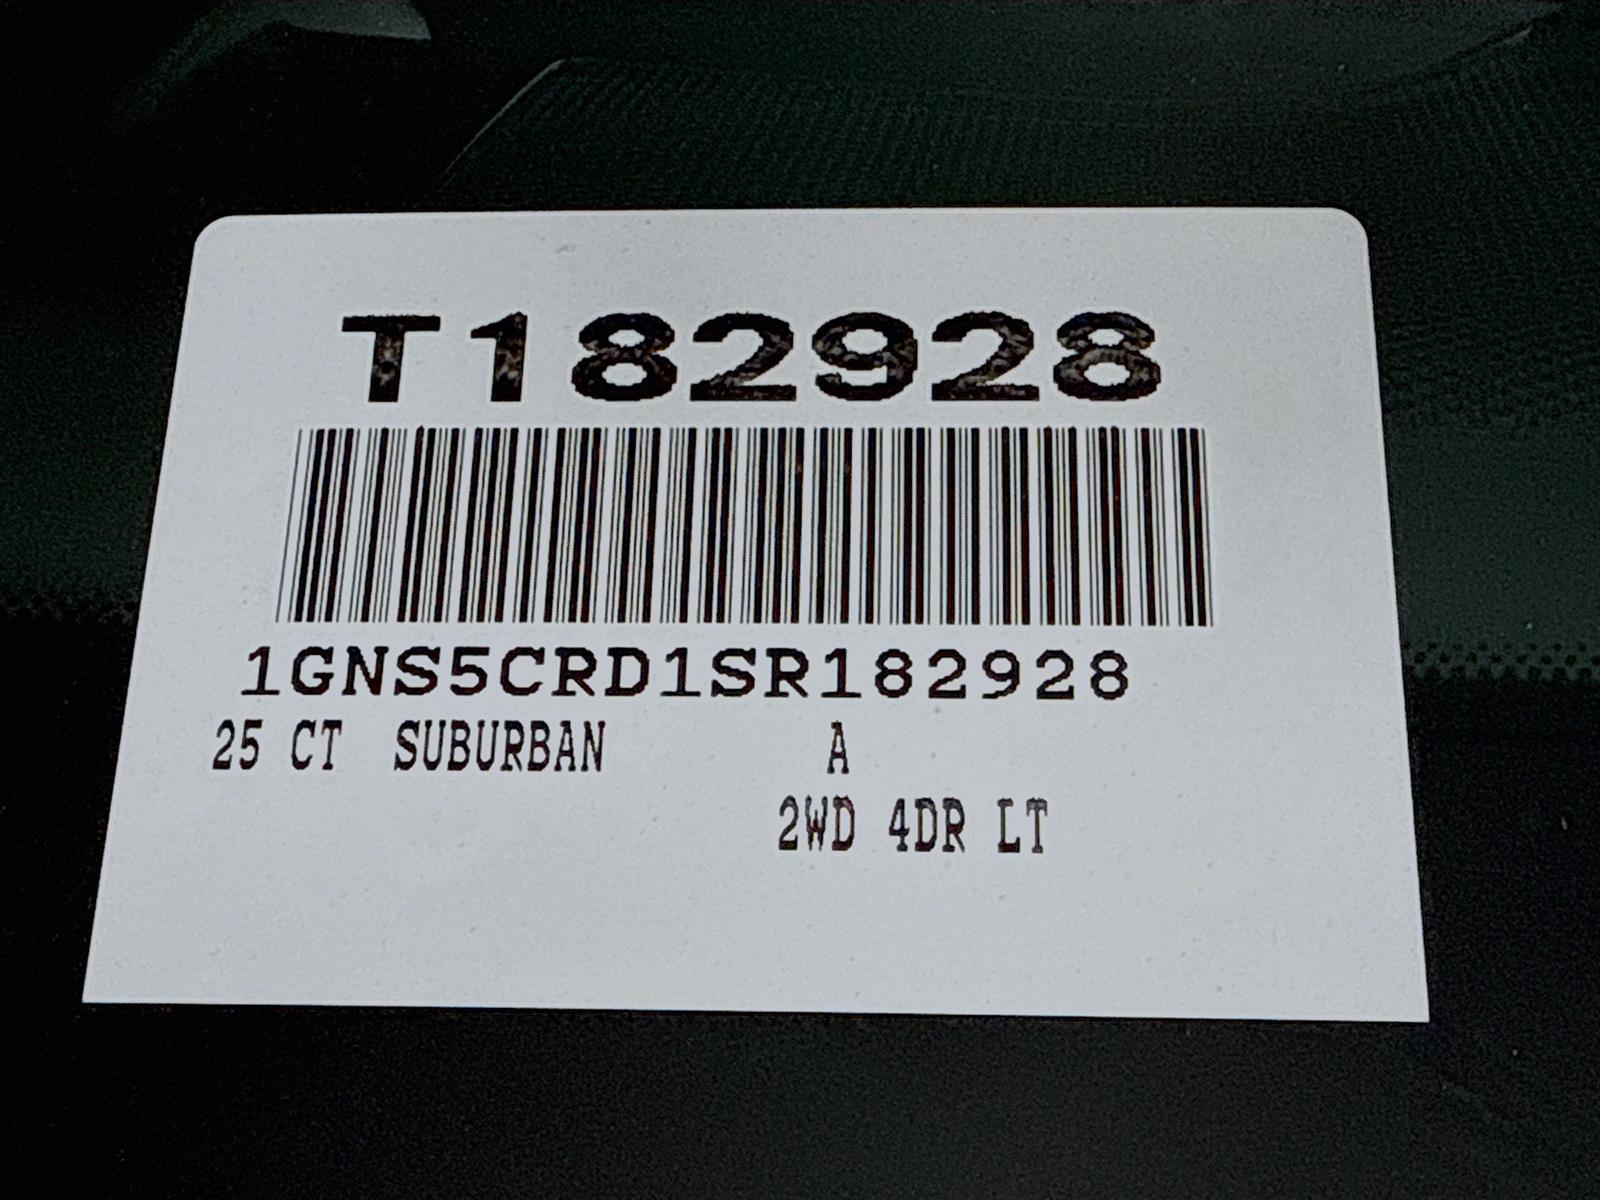 T182928
1GNS5CRD1SR182928
25 CT SUBURBAN A
2WD 4DR LT